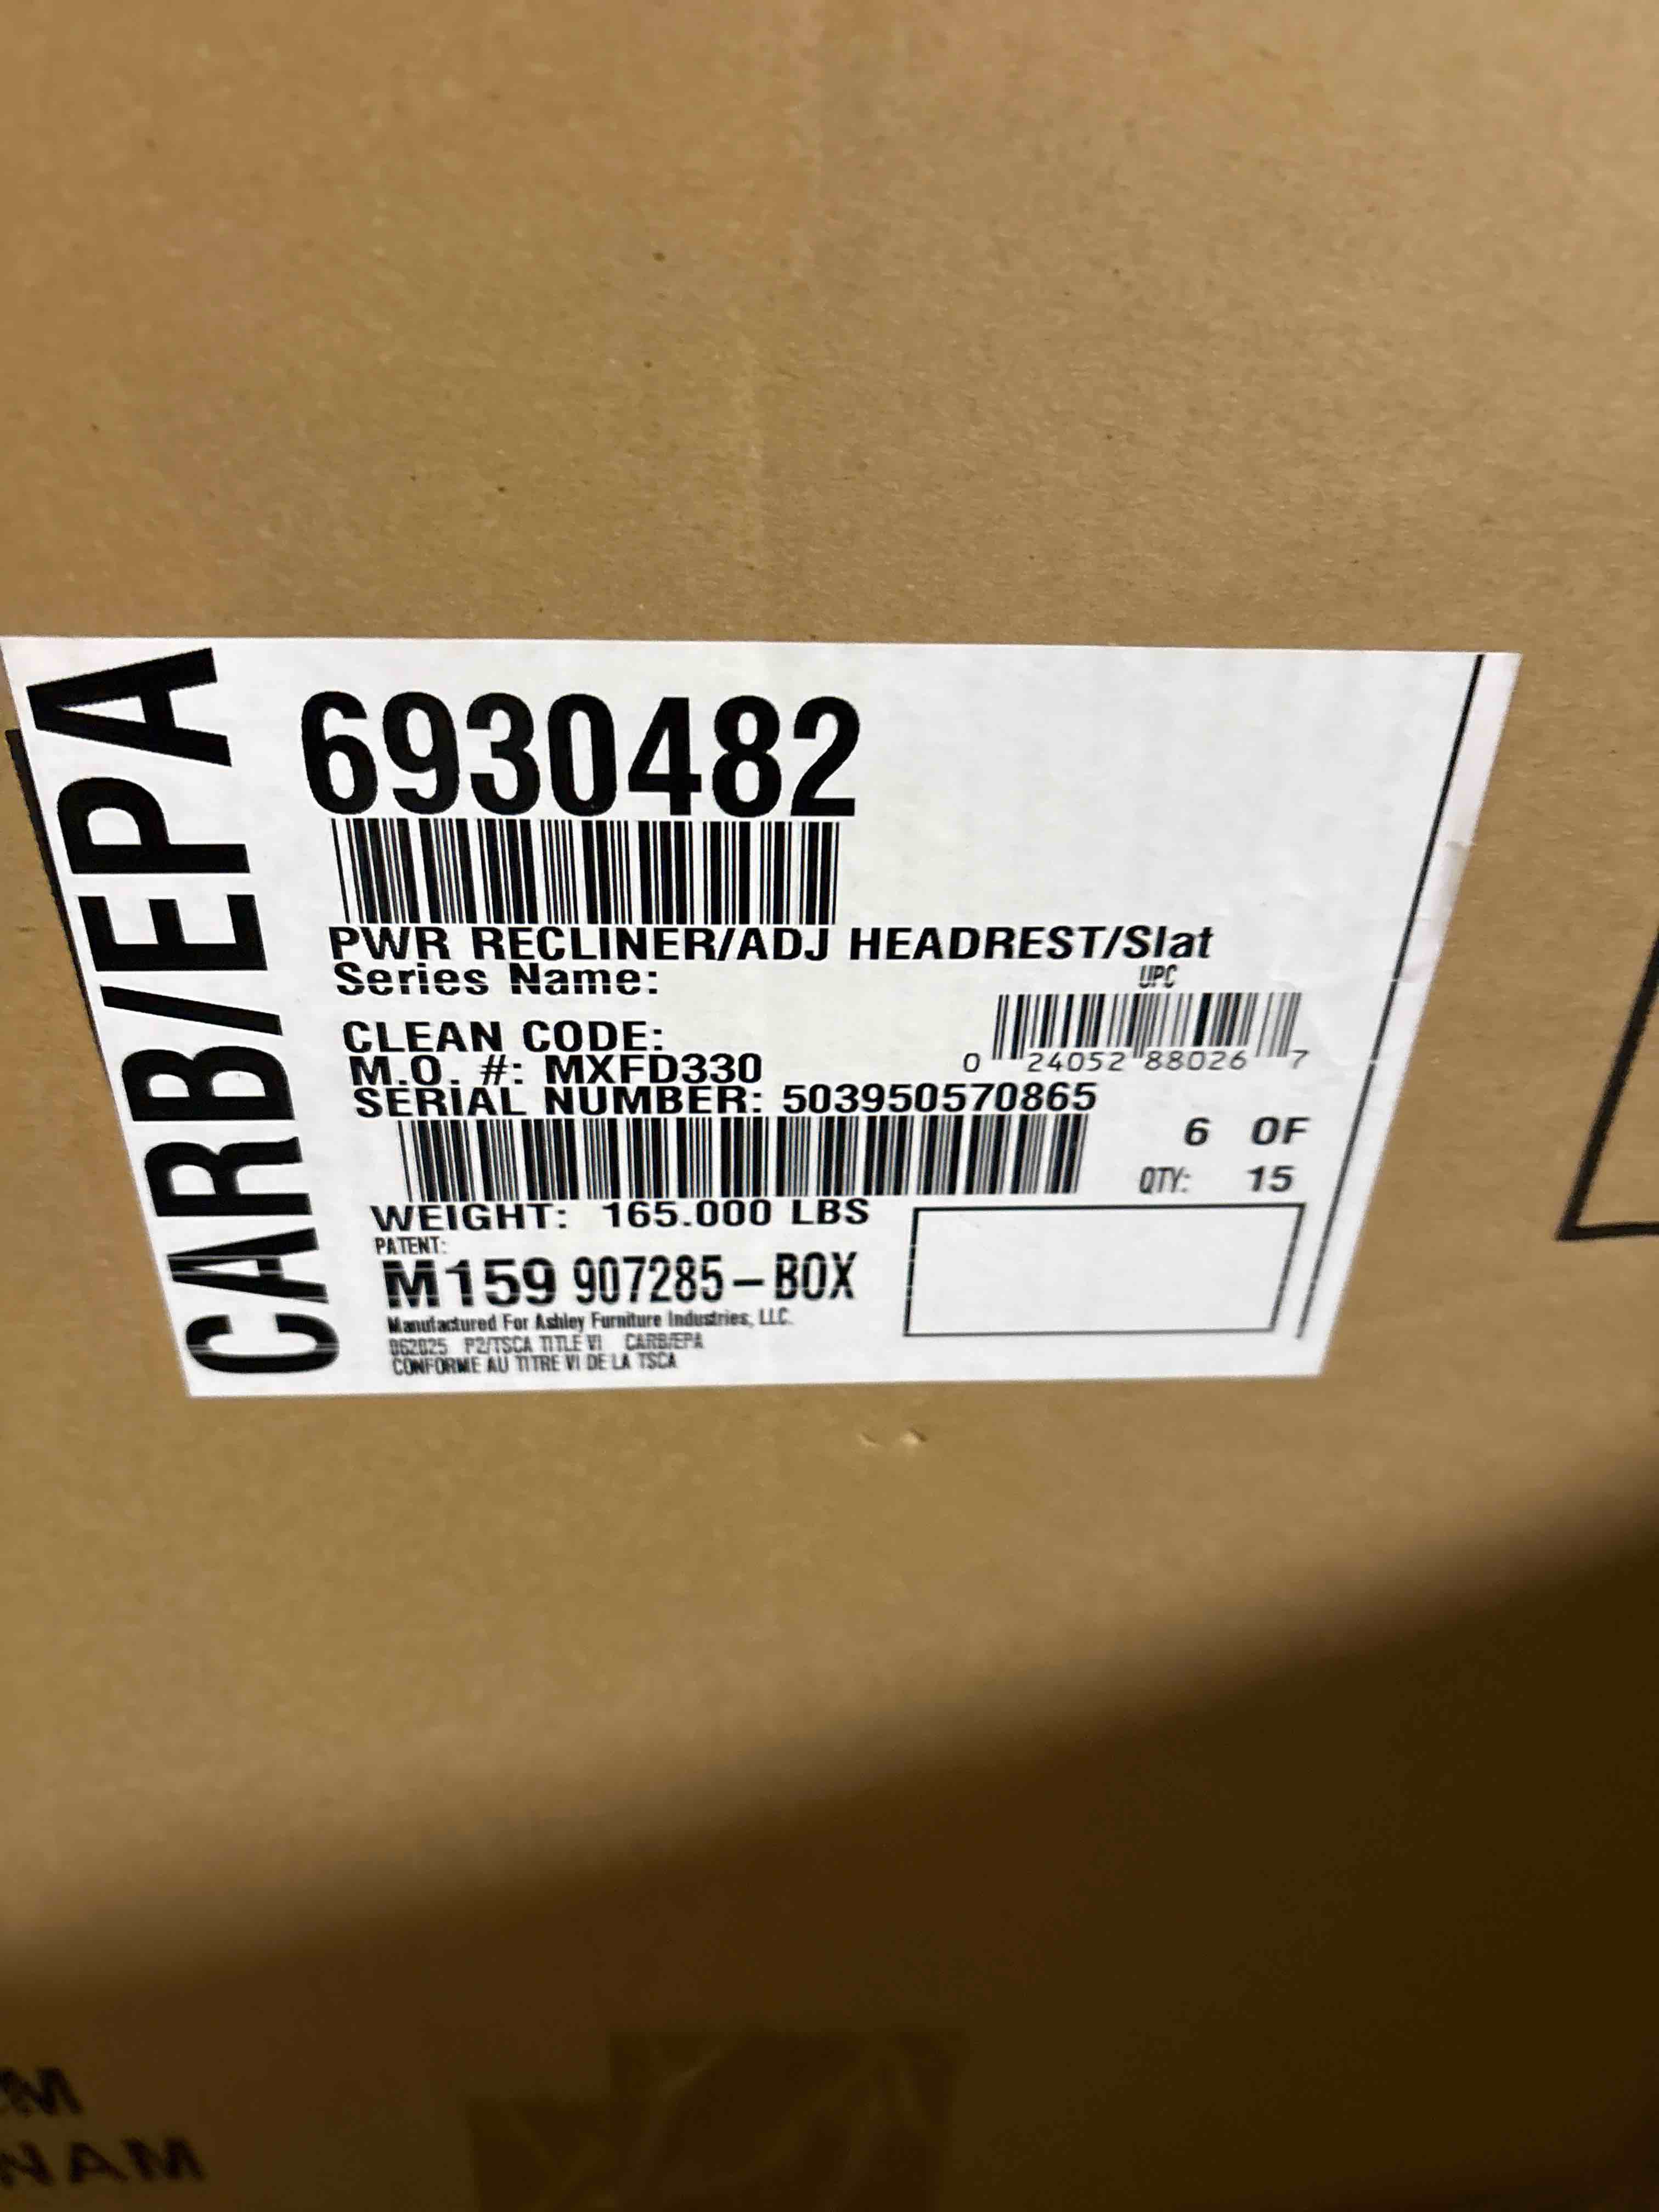 CARB/EPA
6930482
PWR RECLINER/ADJ HEADREST/Slat
Series Name:
UPC
0 24052 88026 7
CLEAN CODE:
M.O. #: MXFD330
SERIAL NUMBER: 503950570865
6 OF
QTY: 15
WEIGHT: 165.000 LBS
PATENT:
M159 907285-BOX
Manufactured For Ashley Furniture Industries, LLC.
062025 P2/TSCA TITLE VI CARB/EPA
CONFORME AU TITRE VI DE LA TSCA